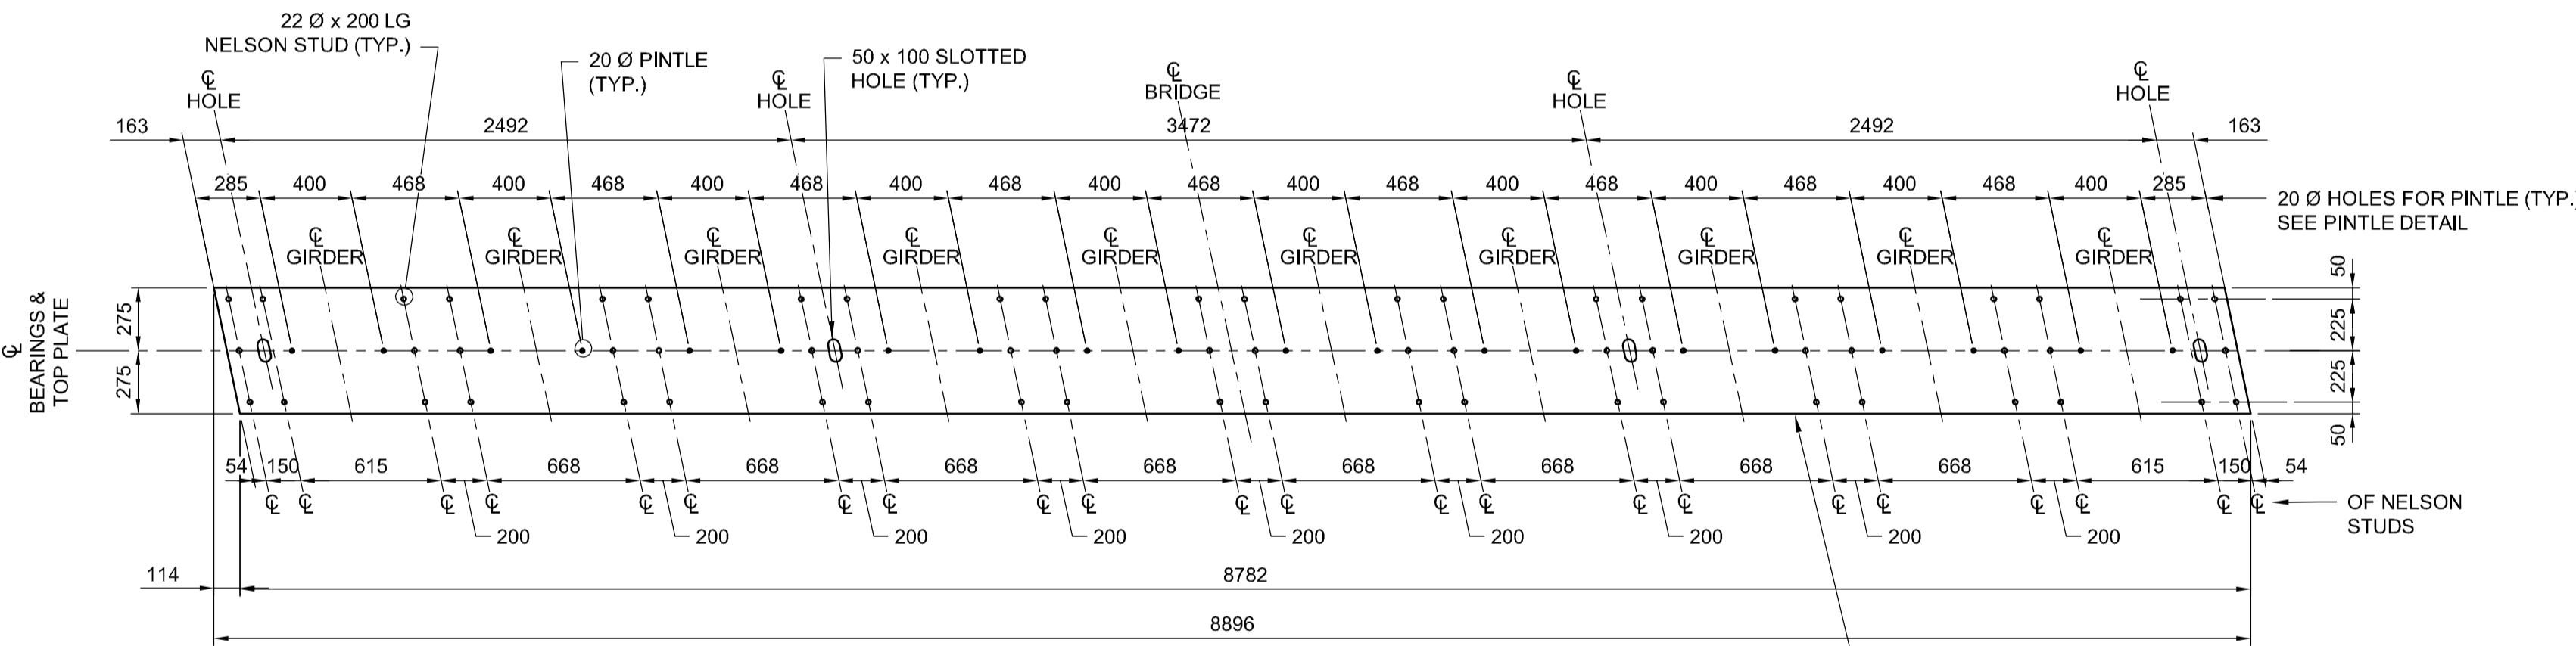 22 Ø x 200 LG
NELSON STUD (TYP.)
20 Ø PINTLE
(TYP.)
50 x 100 SLOTTED
HOLE (TYP.)
℄
HOLE
℄
HOLE
℄
BRIDGE
℄
HOLE
℄
HOLE
163 2492 3472 2492 163
285 400 468 400 468 400 468 400 468 400 468 400 468 400 468 400 468 400 468 400 285
20 Ø HOLES FOR PINTLE (TYP.
SEE PINTLE DETAIL
℄ ℄ ℄ ℄ ℄ ℄ ℄ ℄ ℄ ℄
GIRDER GIRDER GIRDER GIRDER GIRDER GIRDER GIRDER GIRDER GIRDER GIRDER
℄
BEARINGS &
TOP PLATE
275
275
50
225
225
50
54 150 615 668 668 668 668 668 668 668 668 615 150 54
℄ ℄ ℄ ℄ ℄ ℄ ℄ ℄ ℄ ℄ ℄ ℄ ℄ ℄ ℄ ℄ ℄ ℄ ℄ ℄ ℄ ℄
OF NELSON
STUDS
200 200 200 200 200 200 200 200 200
114 8782
8896